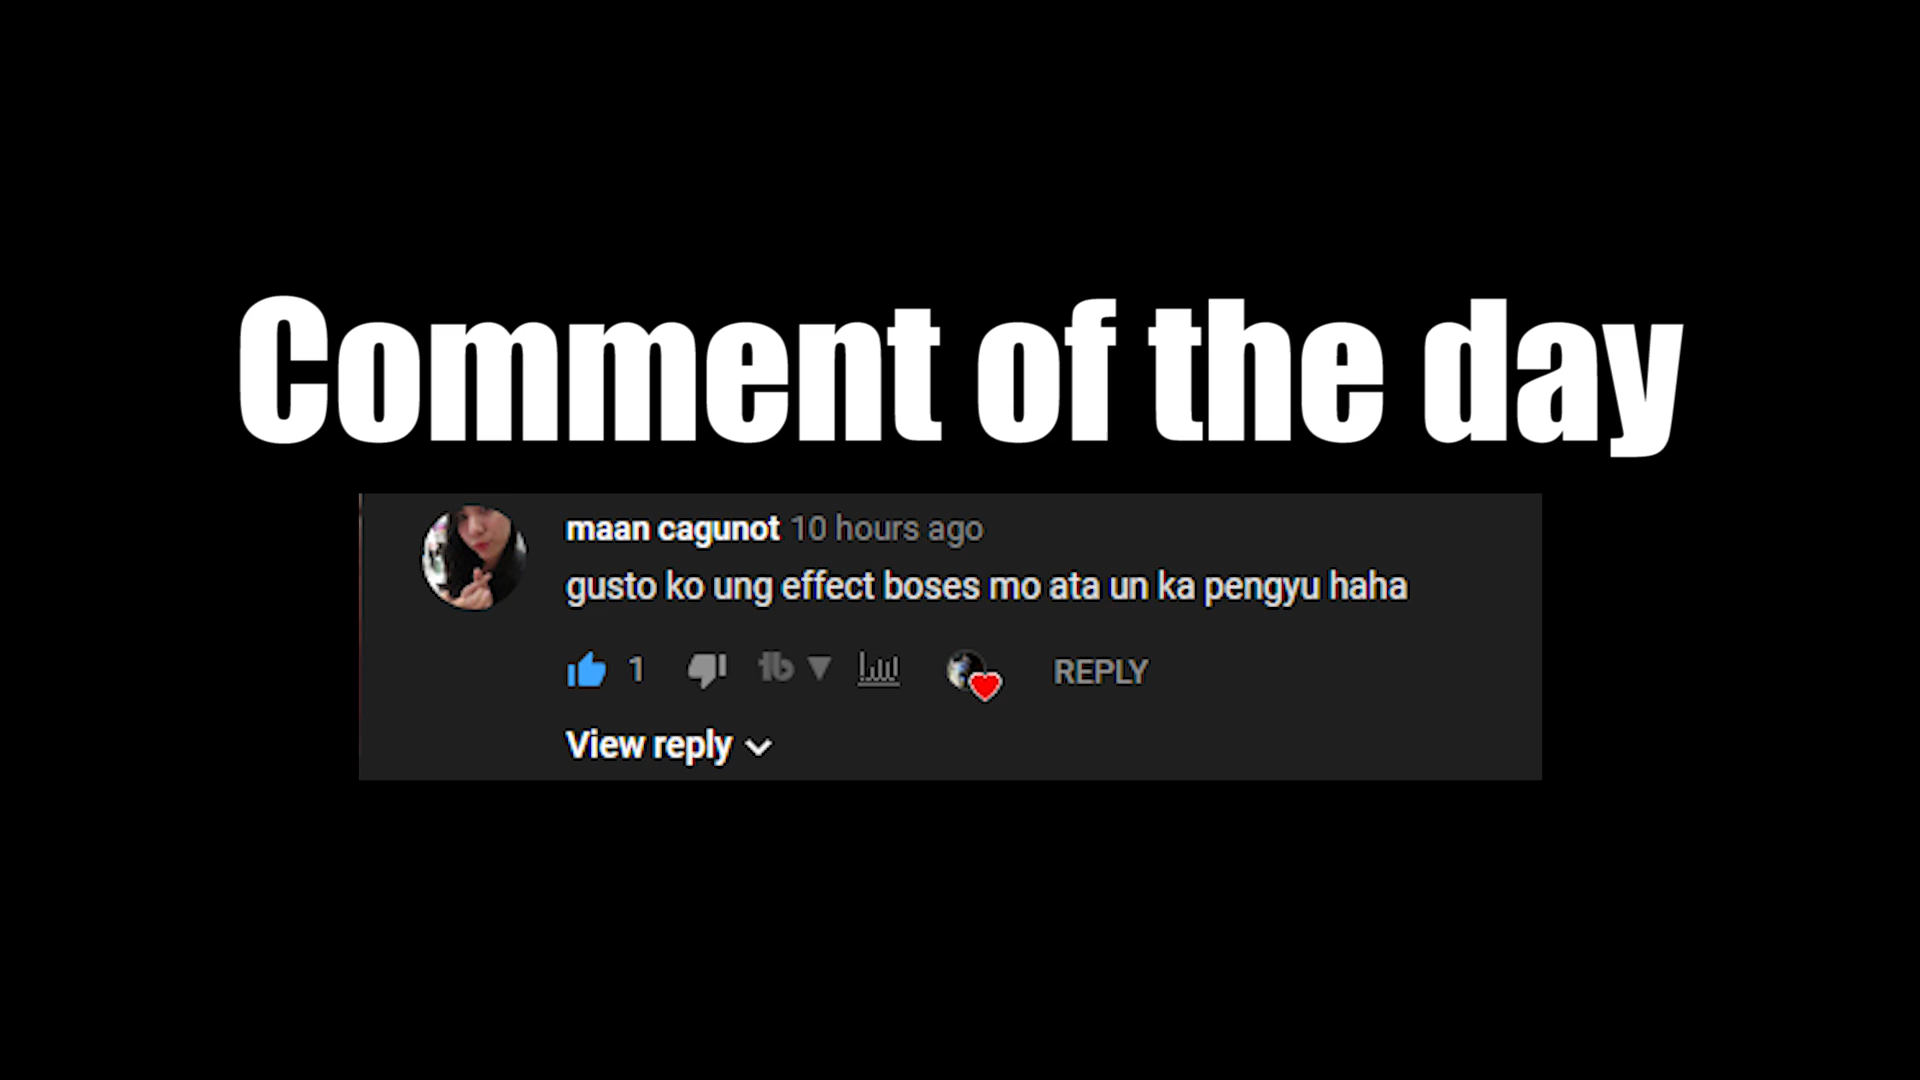 Comment of the day
maan cagunot 10 hours ago
gusto ko ung effect boses mo ata un ka pengyu haha
1 tb REPLY
View reply